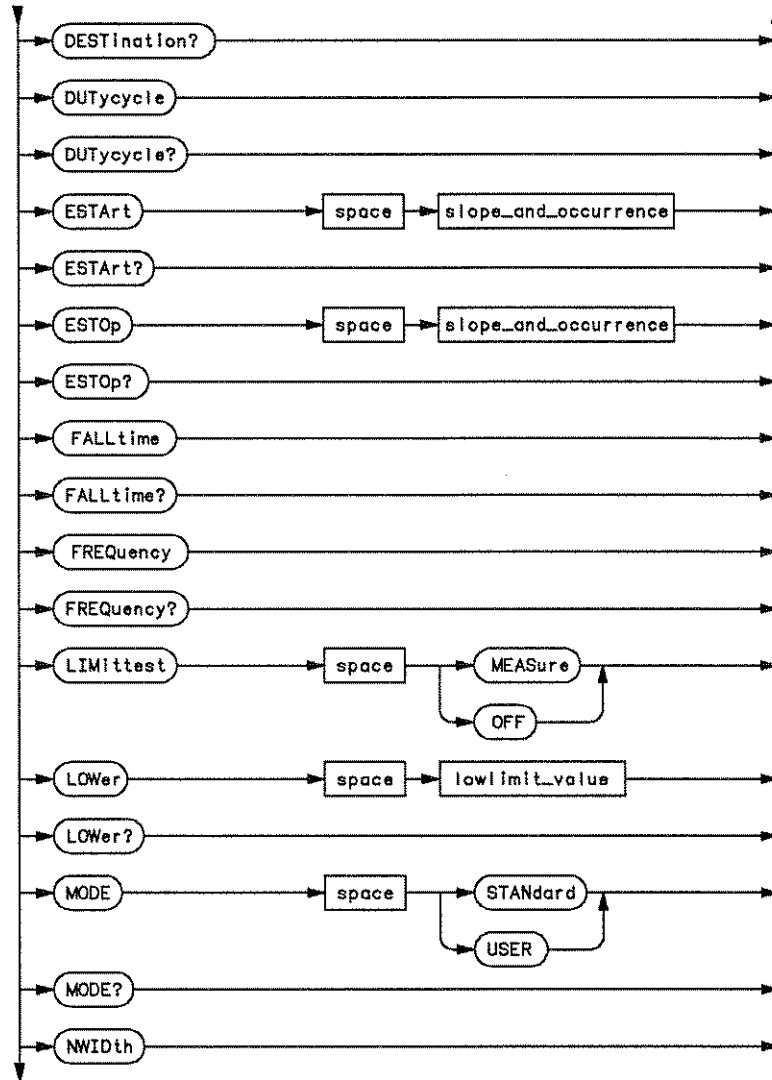 DESTination?
DUTycycle
DUTycycle?
ESTArt space slope_and_occurrence
ESTArt?
ESTOp space slope_and_occurrence
ESTOp?
FALLtime
FALLtime?
FREQuency
FREQuency?
LIMittest space MEASure
OFF
LOWer space lowlimit_value
LOWer?
MODE space STANdard
USER
MODE?
NWIDth